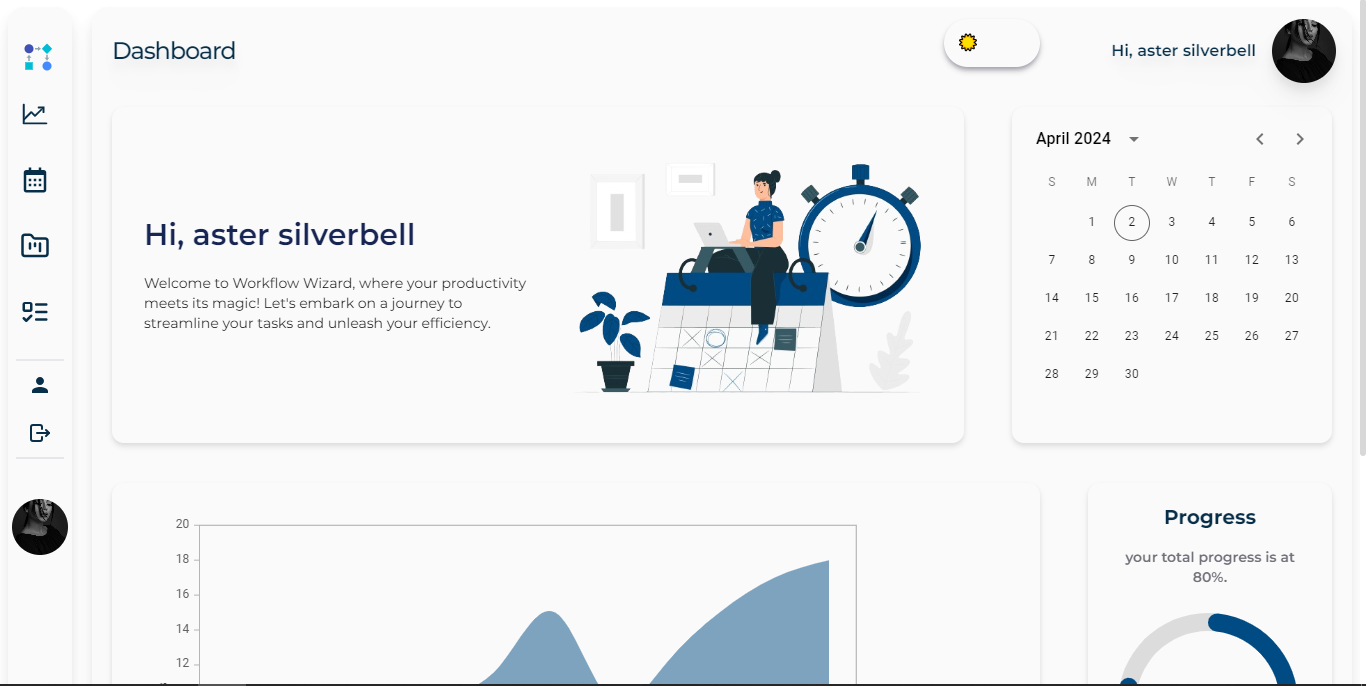 Dashboard
Hi, aster silverbell
Hi, aster silverbell
Welcome to Workflow Wizard, where your productivity
meets its magic! Let's embark on a journey to
streamline your tasks and unleash your efficiency.
April 2024
S M T W T F S
1 2 3 4 5 6
7 8 9 10 11 12 13
14 15 16 17 18 19 20
21 22 23 24 25 26 27
28 29 30
20
18
16
14
12
Progress
your total progress is at
80%.